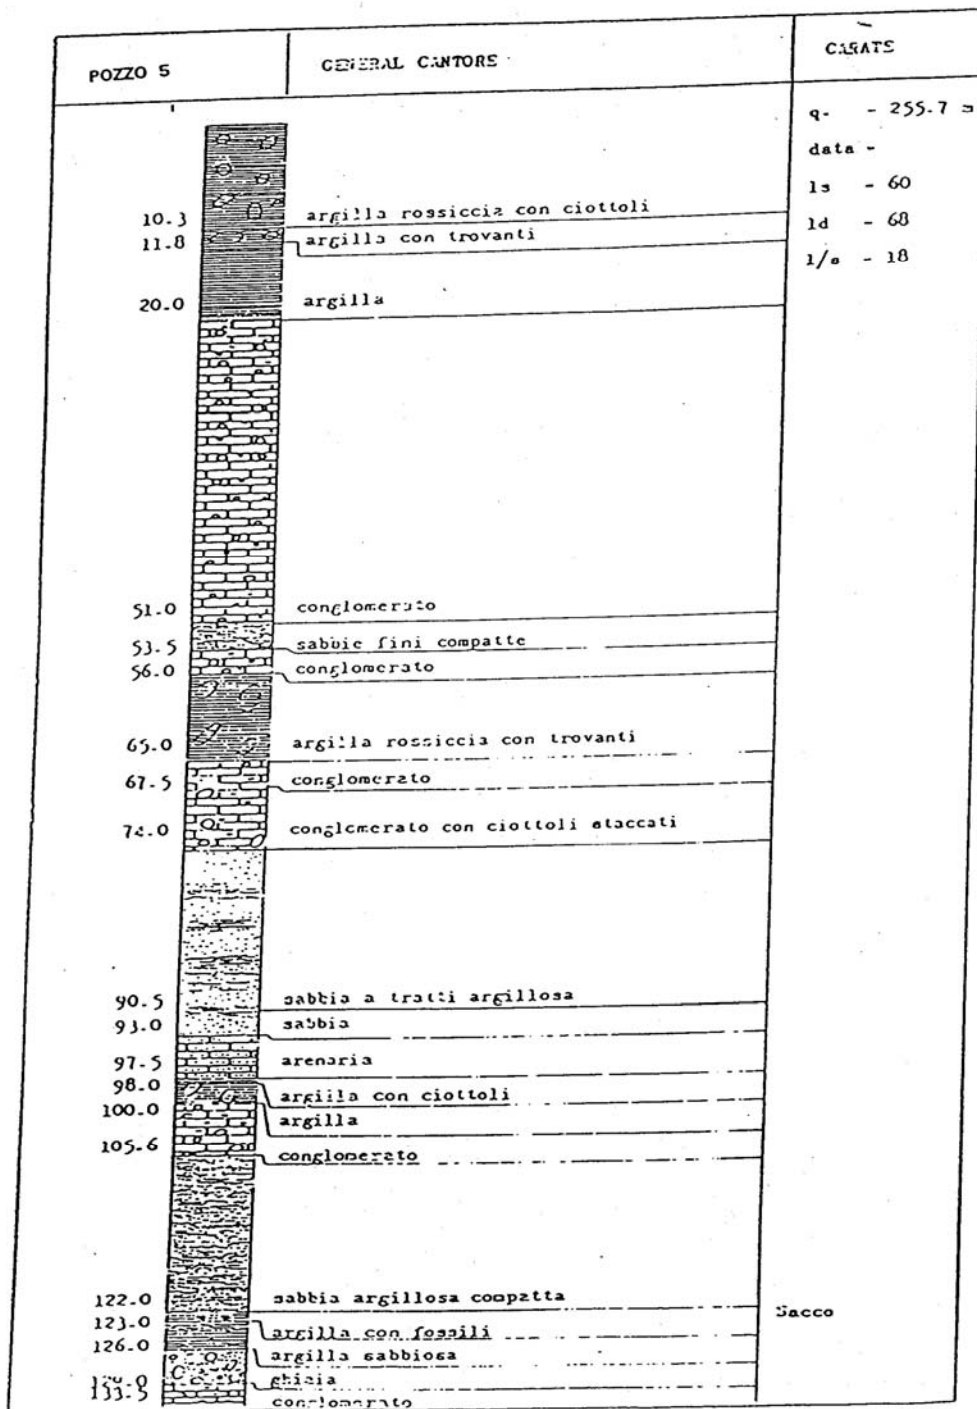 POZZO 5 GENERAL CANTORE CARATE
q. - 255.7
data -
ls - 60
ld - 68
l/s - 18
10.3 argilla rossiccia con ciottoli
11.8 argilla con trovanti
20.0 argilla
51.0 conglomerato
53.5 sabbie fini compatte
56.0 conglomerato
65.0 argilla rossiccia con trovanti
67.5 conglomerato
74.0 conglomerato con ciottoli staccati
90.5 sabbia a tratti argillosa
93.0 sabbia
97.5 arenaria
98.0 argilla con ciottoli
100.0 argilla
105.6 conglomerato
122.0 sabbia argillosa compatta
Sacco
123.0 argilla con fossili
126.0 argilla sabbiosa
ghiaia
133.5 conglomerato